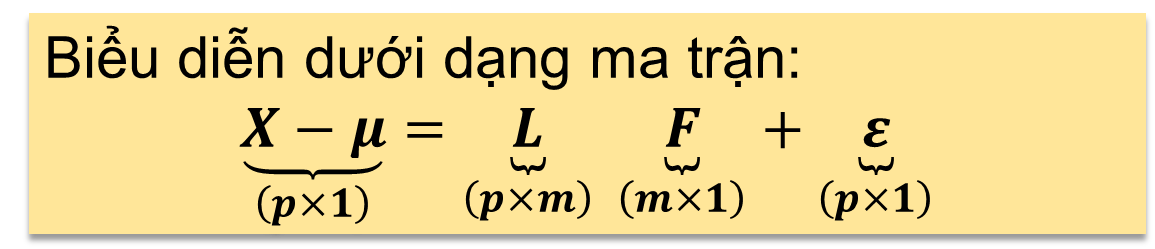 Biểu diễn dưới dạng ma trận:
X − μ = L F + ε
(p×1) (p×m) (m×1) (p×1)